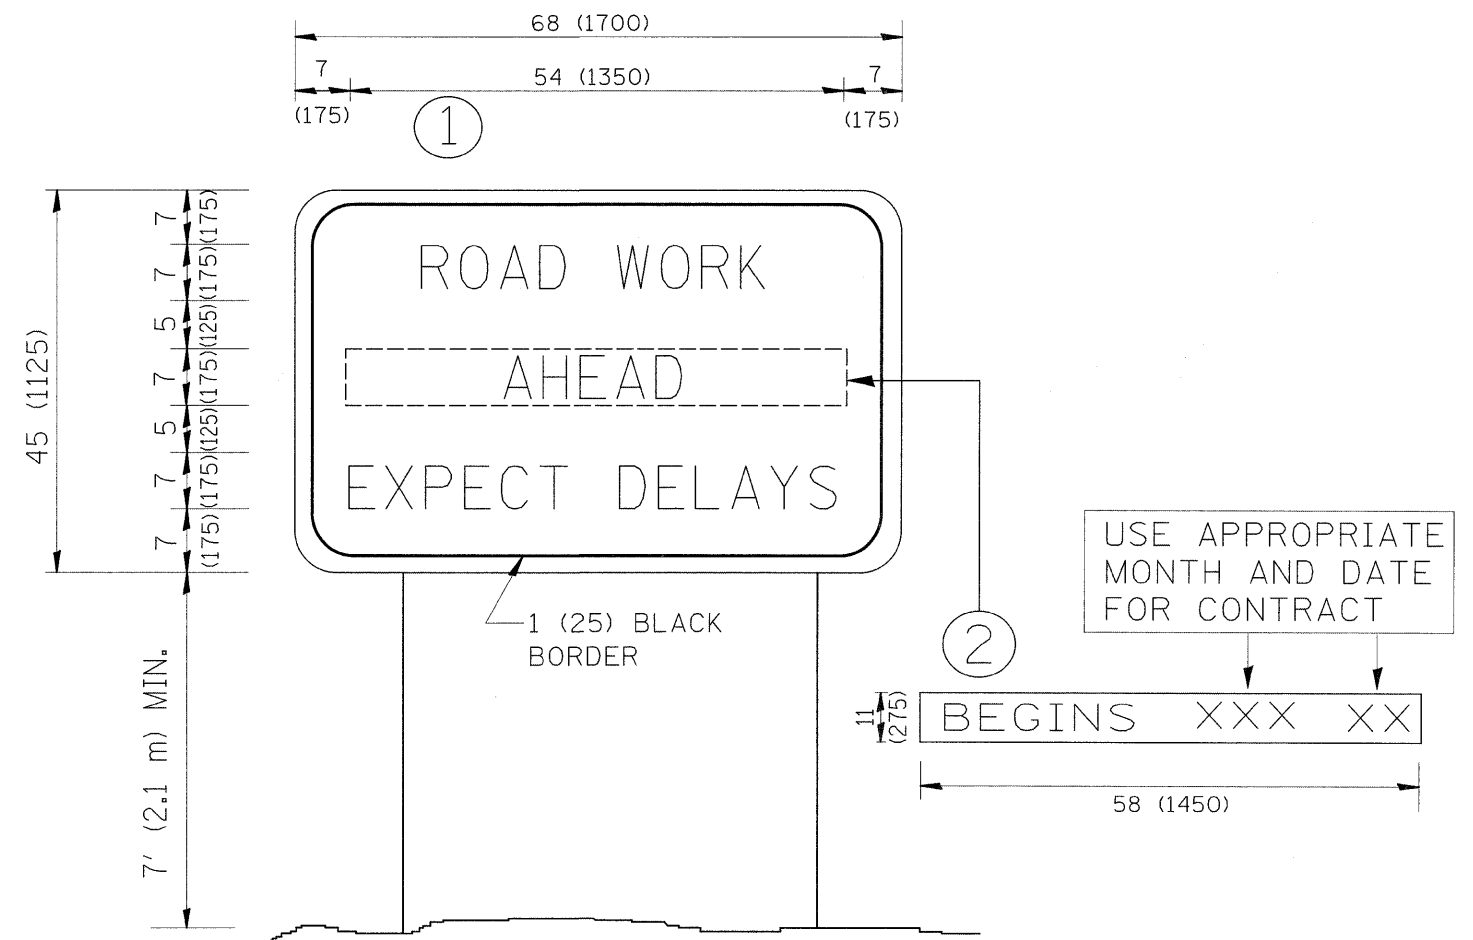 68 (1700)
7
54 (1350)
7
(175)
(175)
1
45 (1125)
7 (175)
7 (175)
5 (125)
7 (175)
5 (125)
7 (175)
7 (175)
7' (2.1 m) MIN.
ROAD WORK
AHEAD
EXPECT DELAYS
1 (25) BLACK
BORDER
2
USE APPROPRIATE
MONTH AND DATE
FOR CONTRACT
11
(275)
BEGINS XXX XX
58 (1450)